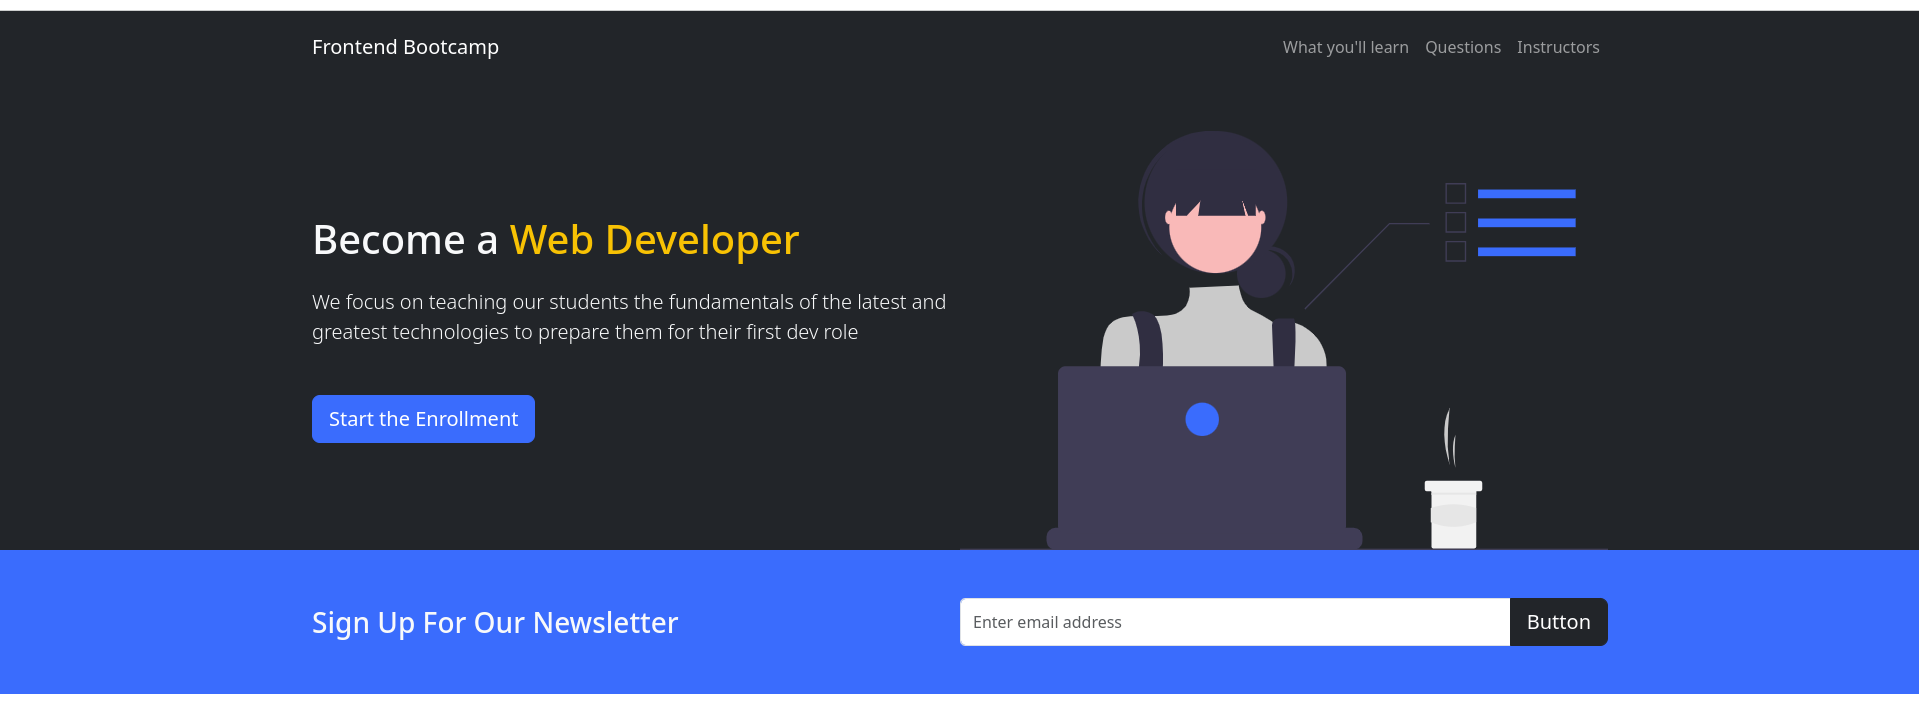 Frontend Bootcamp
What you'll learn Questions Instructors
Become a Web Developer
We focus on teaching our students the fundamentals of the latest and
greatest technologies to prepare them for their first dev role
Start the Enrollment
Sign Up For Our Newsletter
Enter email address
Button